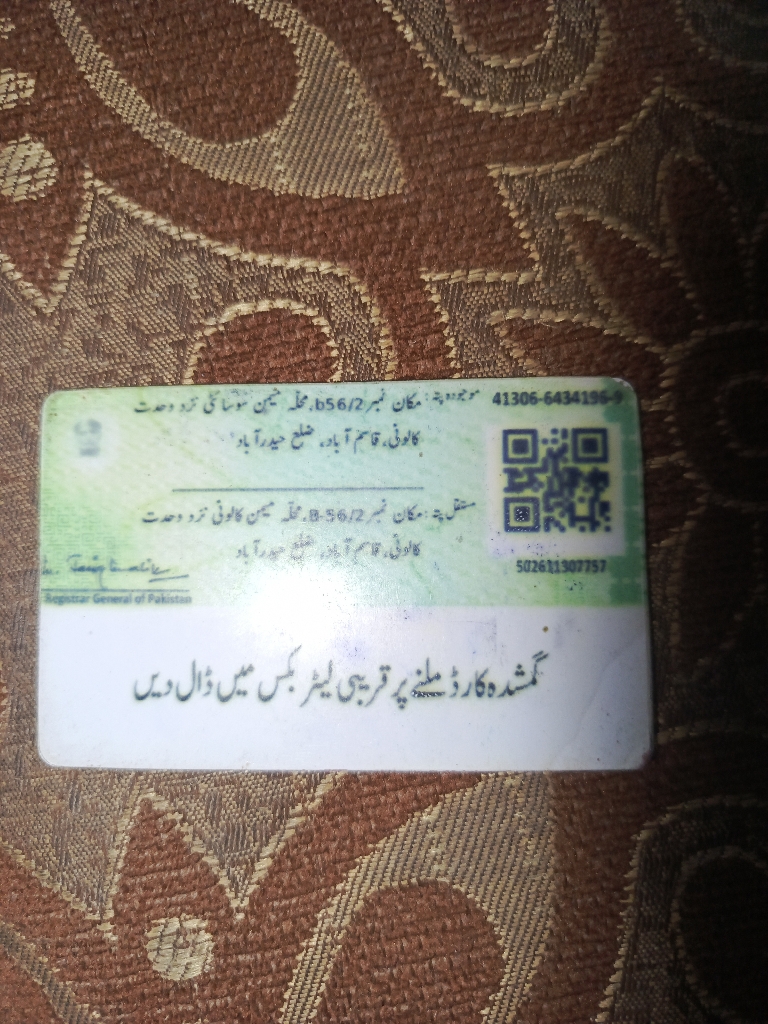 41306-6434196-9
موجودہ پتہ: مکان نمبر b56/2، محلہ میمن سوسائٹی نزد وحدت
کالونی، قاسم آباد، ضلع حیدرآباد
مستقل پتہ: مکان نمبر B-56/2، محلہ میمن کالونی نزد وحدت
کالونی، قاسم آباد، ضلع حیدرآباد
502611307757
Registrar General of Pakistan
گمشدہ کارڈ ملنے پر قریبی لیٹر بکس میں ڈال دیں